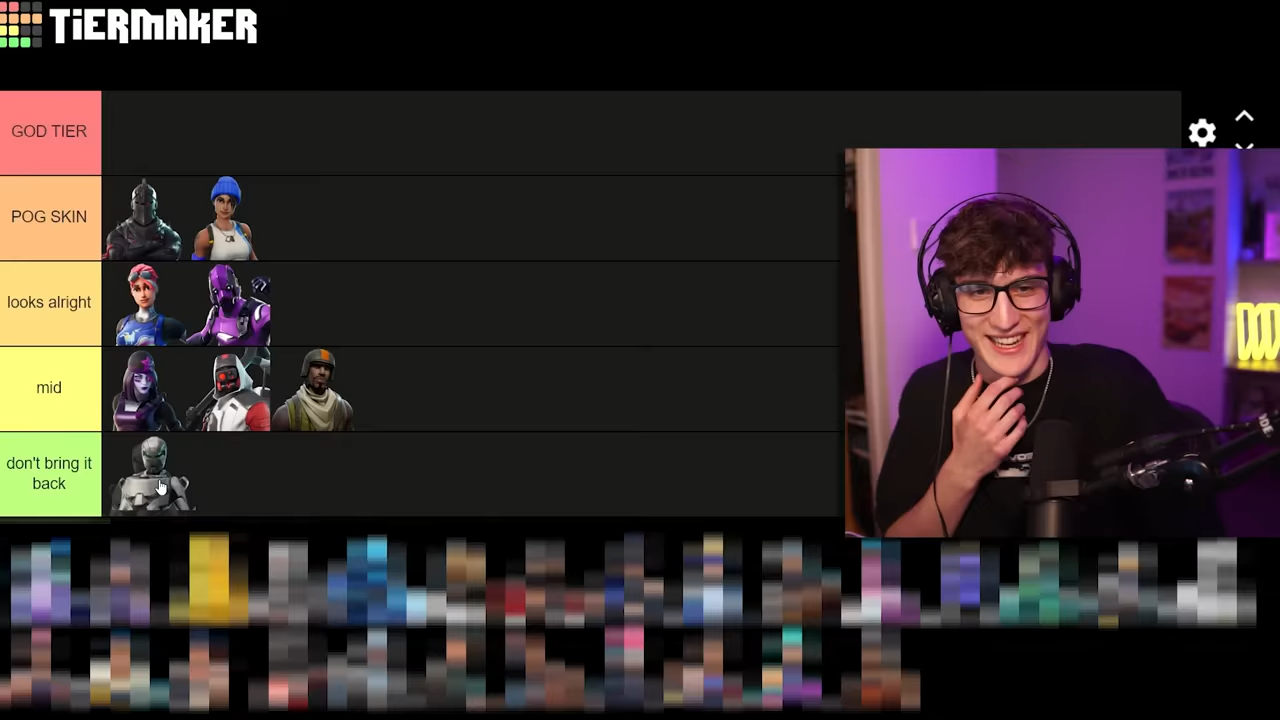 TiERMAKER
GOD TIER
POG SKIN
looks alright
mid
don't bring it
back